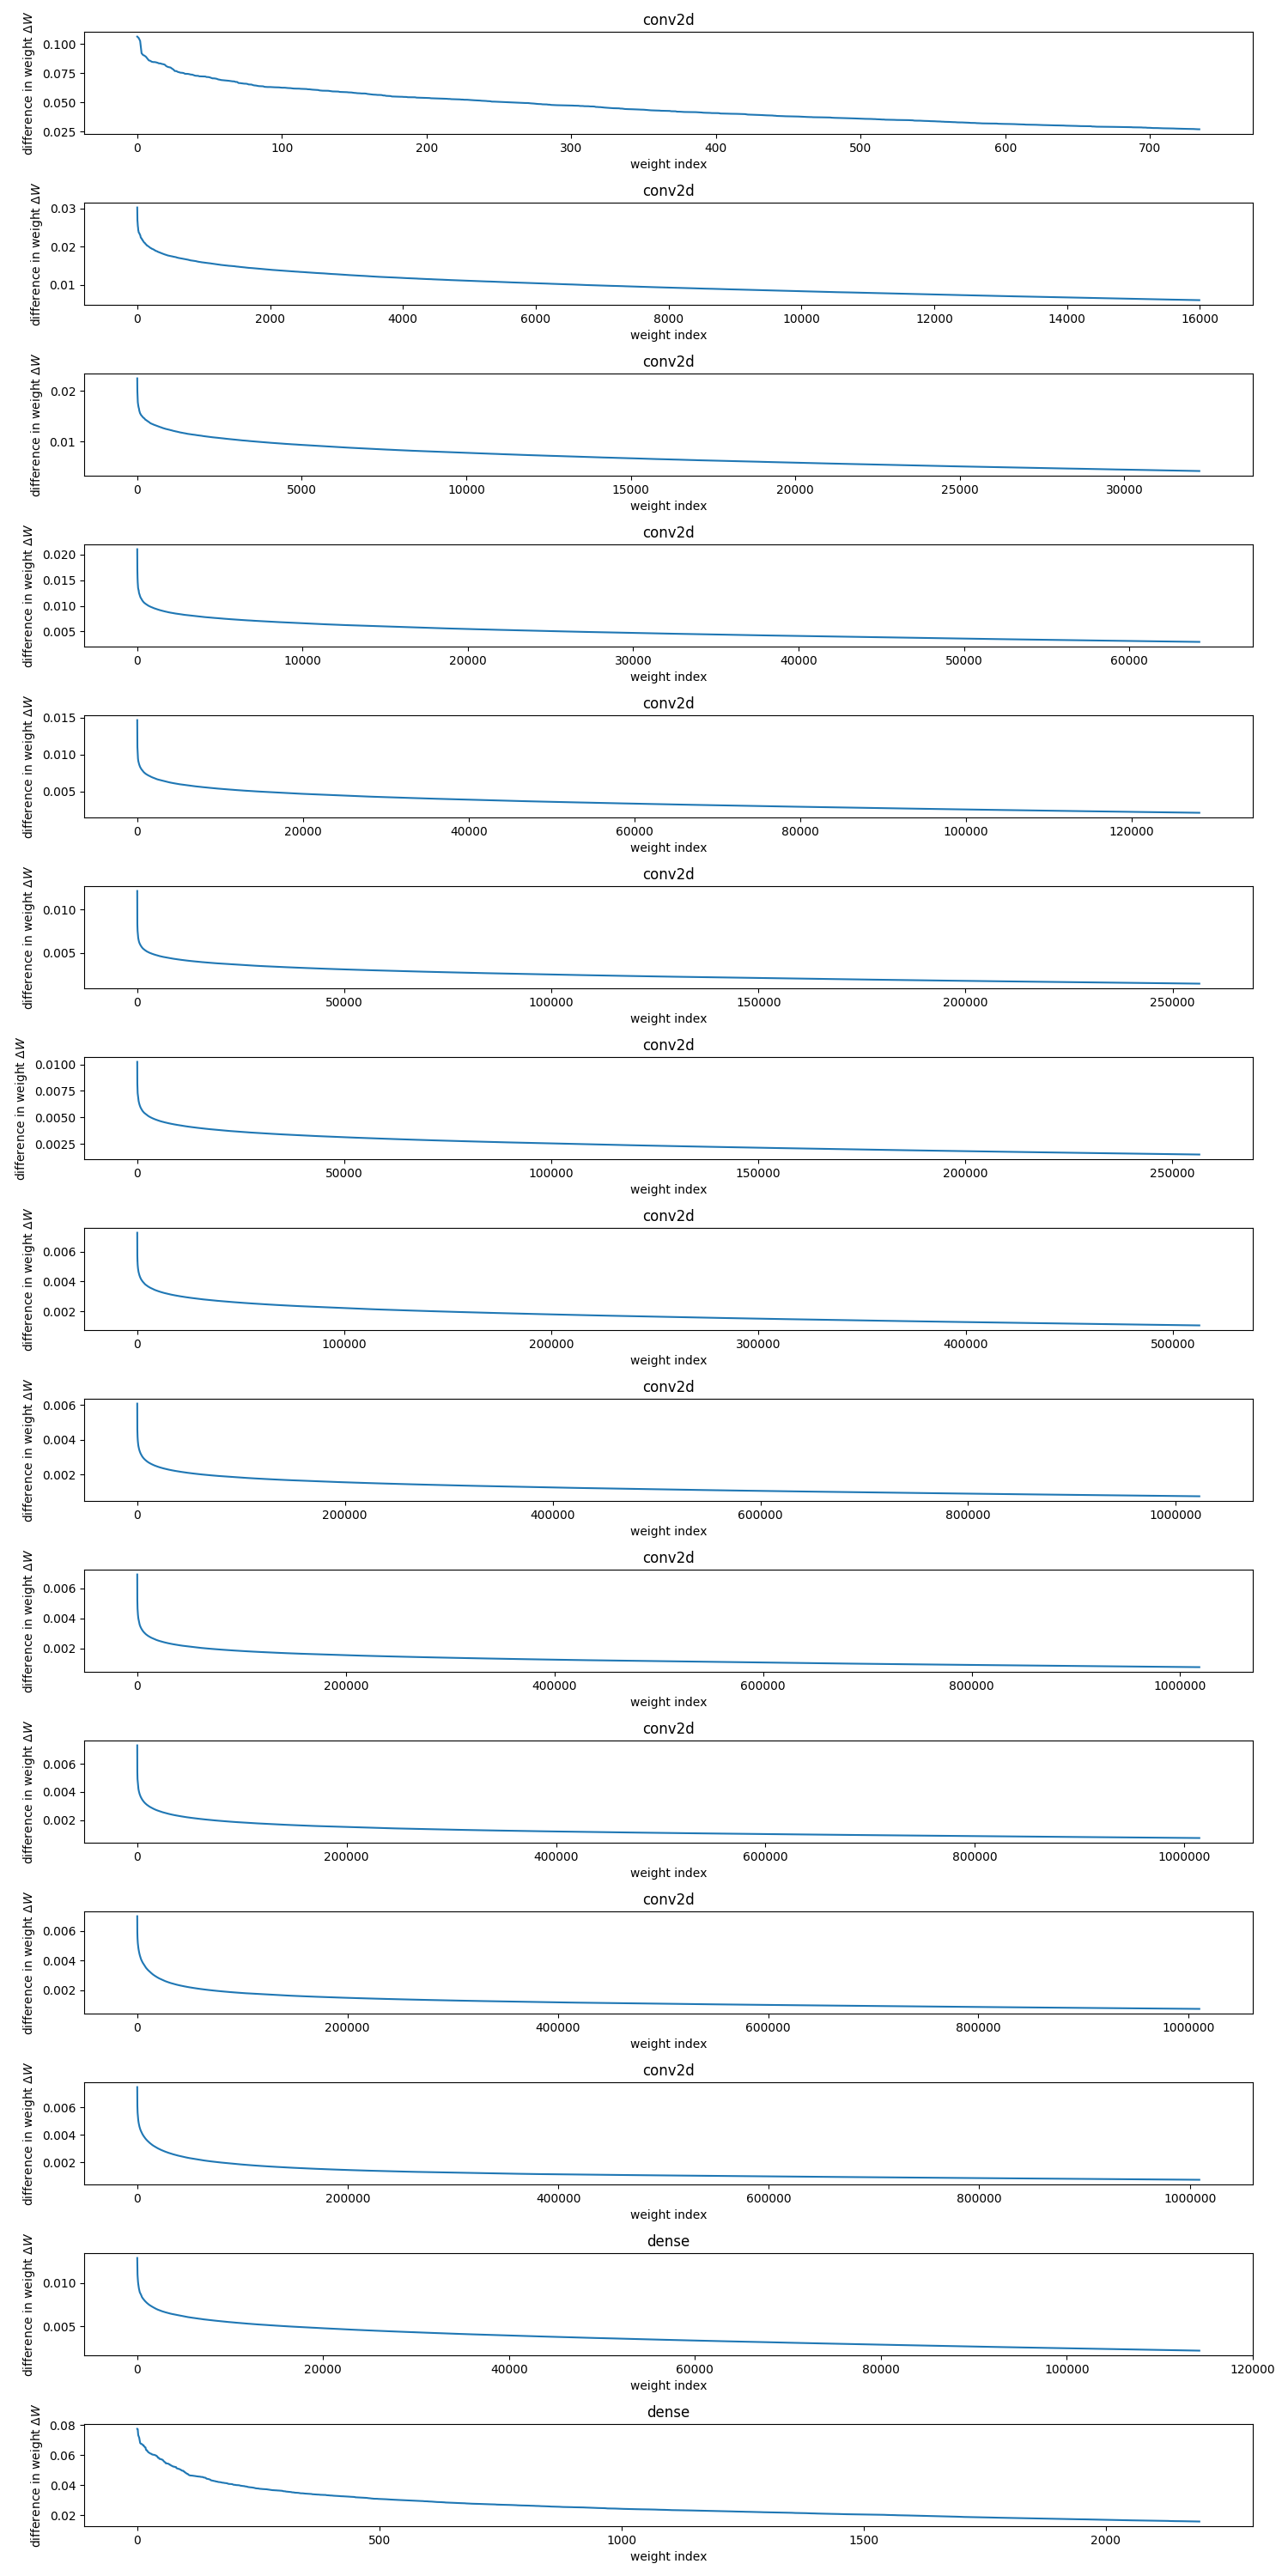 conv2d
difference in weight ΔW
0.100
0.075
0.050
0.025
0 100 200 300 400 500 600 700
weight index
conv2d
difference in weight ΔW
0.03
0.02
0.01
0 2000 4000 6000 8000 10000 12000 14000 16000
weight index
conv2d
difference in weight ΔW
0.02
0.01
0 5000 10000 15000 20000 25000 30000
weight index
conv2d
difference in weight ΔW
0.020
0.015
0.010
0.005
0 10000 20000 30000 40000 50000 60000
weight index
conv2d
difference in weight ΔW
0.015
0.010
0.005
0 20000 40000 60000 80000 100000 120000
weight index
conv2d
difference in weight ΔW
0.010
0.005
0 50000 100000 150000 200000 250000
weight index
conv2d
difference in weight ΔW
0.0100
0.0075
0.0050
0.0025
0 50000 100000 150000 200000 250000
weight index
conv2d
difference in weight ΔW
0.006
0.004
0.002
0 100000 200000 300000 400000 500000
weight index
conv2d
difference in weight ΔW
0.006
0.004
0.002
0 200000 400000 600000 800000 1000000
weight index
conv2d
difference in weight ΔW
0.006
0.004
0.002
0 200000 400000 600000 800000 1000000
weight index
conv2d
difference in weight ΔW
0.006
0.004
0.002
0 200000 400000 600000 800000 1000000
weight index
conv2d
difference in weight ΔW
0.006
0.004
0.002
0 200000 400000 600000 800000 1000000
weight index
conv2d
difference in weight ΔW
0.006
0.004
0.002
0 200000 400000 600000 800000 1000000
weight index
dense
difference in weight ΔW
0.010
0.005
0 20000 40000 60000 80000 100000 120000
weight index
dense
difference in weight ΔW
0.08
0.06
0.04
0.02
0 500 1000 1500 2000
weight index